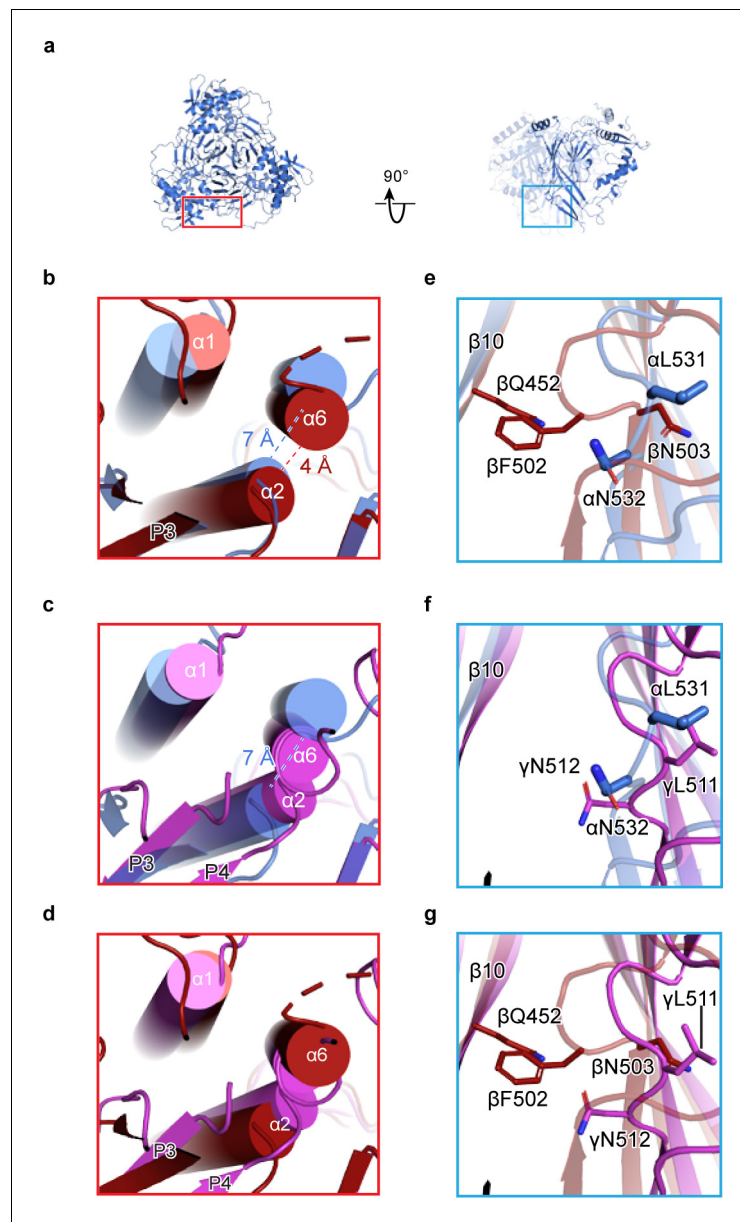 a
90°
b
α1
α6
7 Å
4 Å
α2
P3
c
α1
α6
7 Å
α2
P3
P4
d
α1
α6
α2
P3
P4
e
β10
αL531
βQ452
βN503
βF502
αN532
f
β10
αL531
γN512
γL511
αN532
g
β10
γL511
βQ452
βN503
βF502
γN512